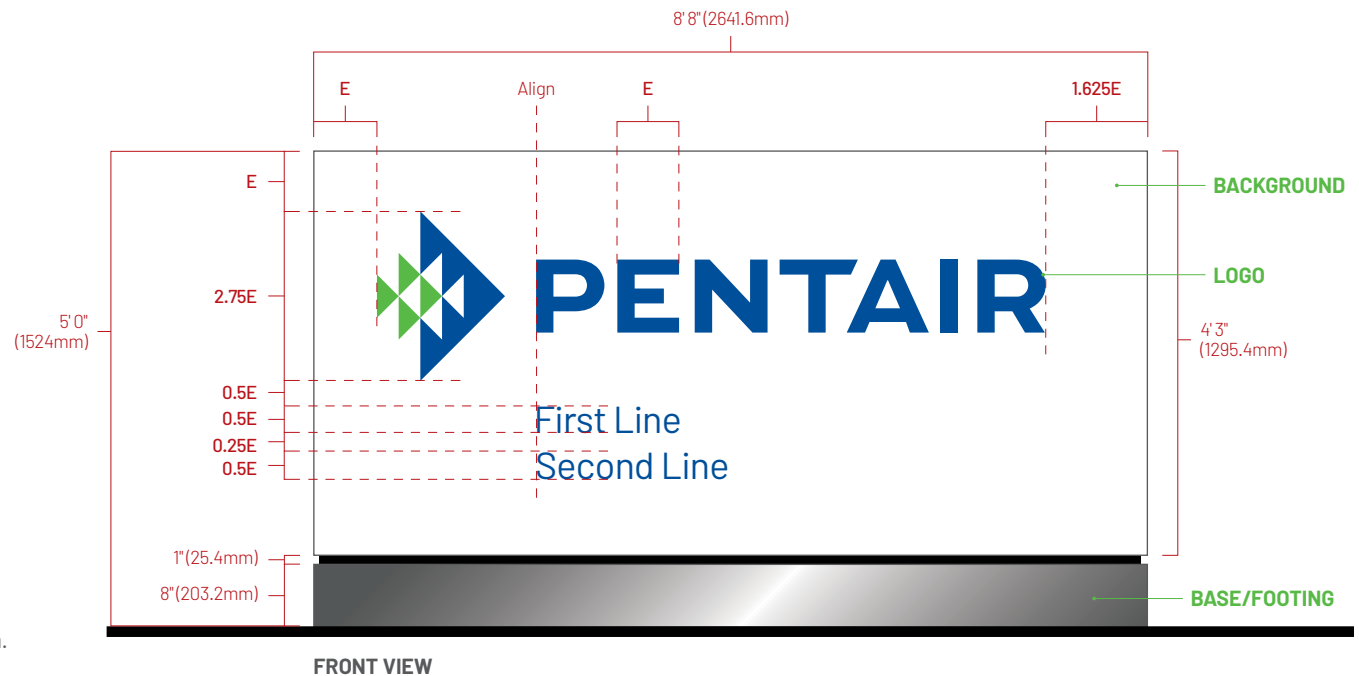 8' 8" (2641.6mm)
E Align E 1.625E
E
BACKGROUND
PENTAIR
LOGO
2.75E
5' 0"
(1524mm)
4' 3"
(1295.4mm)
0.5E
0.5E
First Line
0.25E
0.5E
Second Line
1" (25.4mm)
8" (203.2mm)
BASE/FOOTING
FRONT VIEW